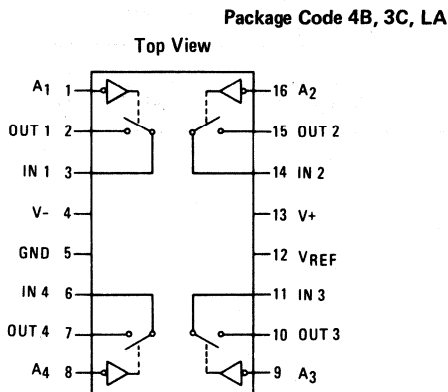 Package Code 4B, 3C, LA
Top View
A1 1 16 A2
OUT 1 2 15 OUT 2
IN 1 3 14 IN 2
V- 4 13 V+
GND 5 12 VREF
IN 4 6 11 IN 3
OUT 4 7 10 OUT 3
A4 8 9 A3